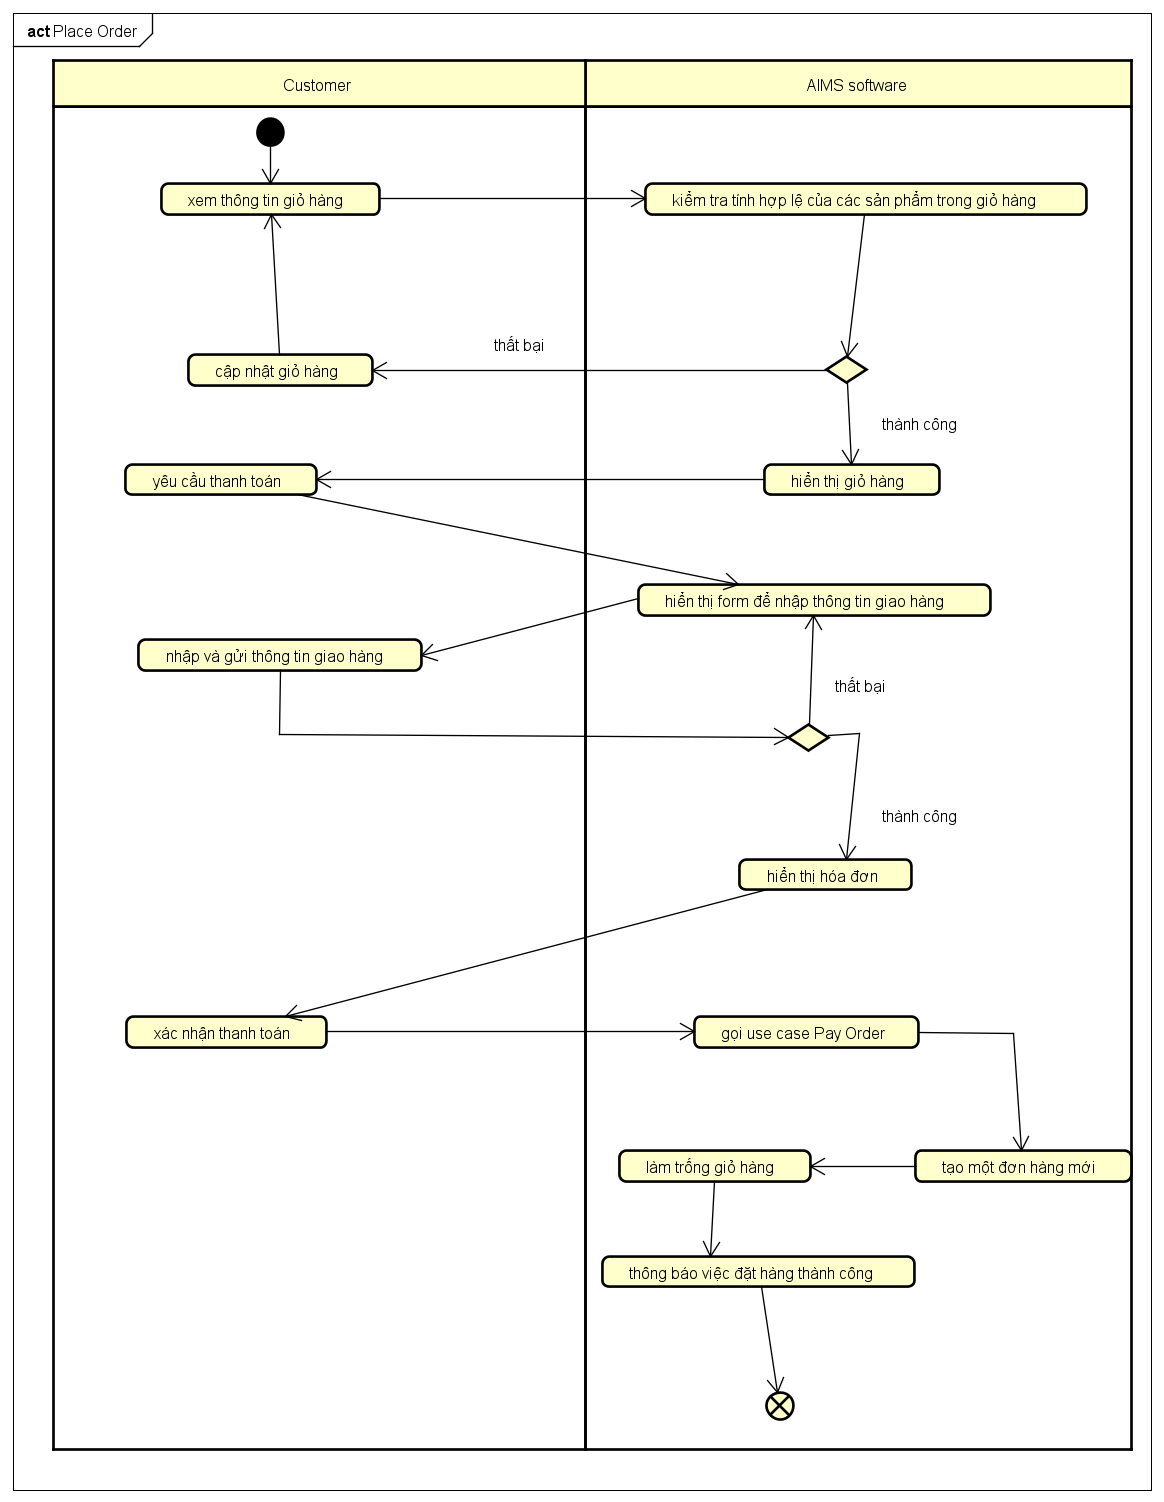 act Place Order
Customer
AIMS software
xem thông tin giỏ hàng
kiểm tra tính hợp lệ của các sản phẩm trong giỏ hàng
thất bại
cập nhật giỏ hàng
thành công
yêu cầu thanh toán
hiển thị giỏ hàng
hiển thị form để nhập thông tin giao hàng
nhập và gửi thông tin giao hàng
thất bại
thành công
hiển thị hóa đơn
xác nhận thanh toán
gọi use case Pay Order
làm trống giỏ hàng
tạo một đơn hàng mới
thông báo việc đặt hàng thành công